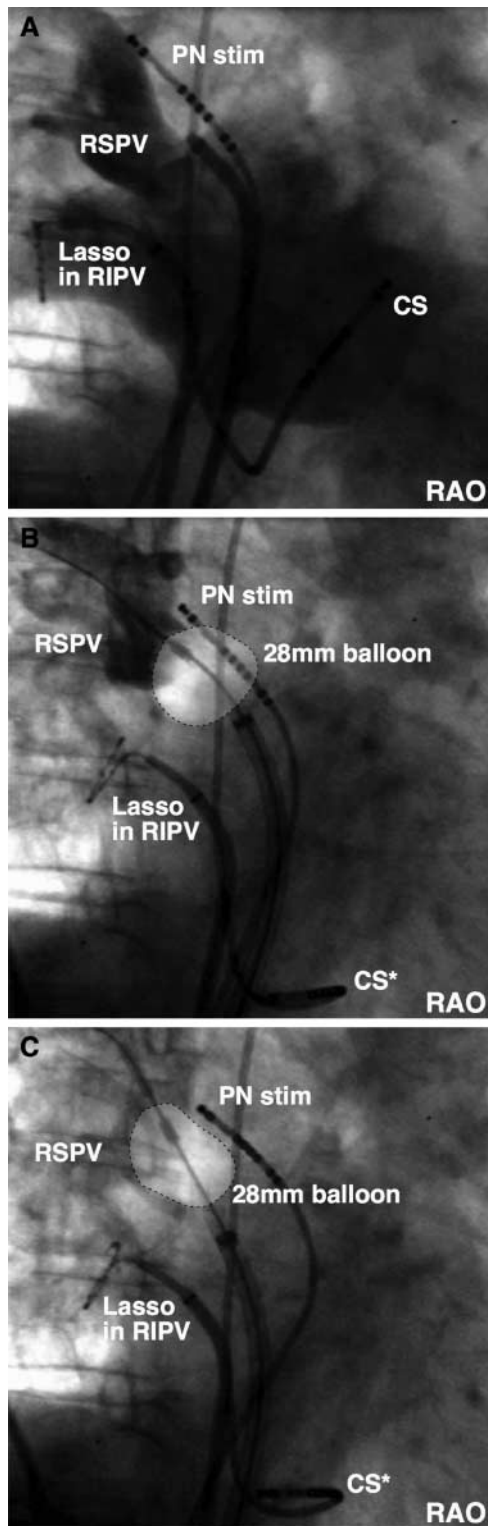 A
PN stim
RSPV
Lasso
in RIPV
CS
RAO
B
PN stim
RSPV
28mm balloon
Lasso
in RIPV
CS*
RAO
C
PN stim
RSPV
28mm balloon
Lasso
in RIPV
CS*
RAO